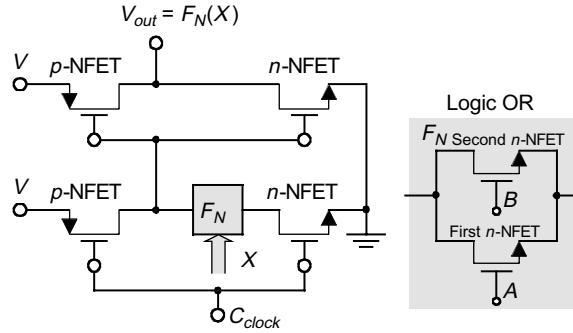 V_out = F_N(X)
V
p-NFET
n-NFET
V
p-NFET
F_N
n-NFET
X
C_clock
Logic OR
F_N Second n-NFET
B
First n-NFET
A